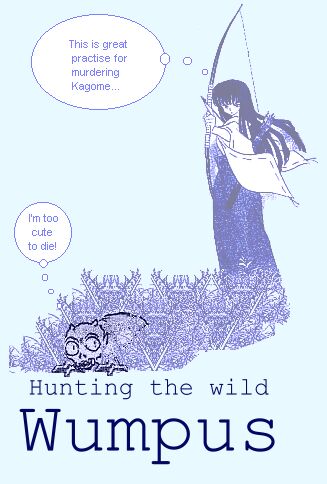 This is great
practise for
murdering
Kagome...
I'm too
cute
to die!
Hunting the wild
Wumpus